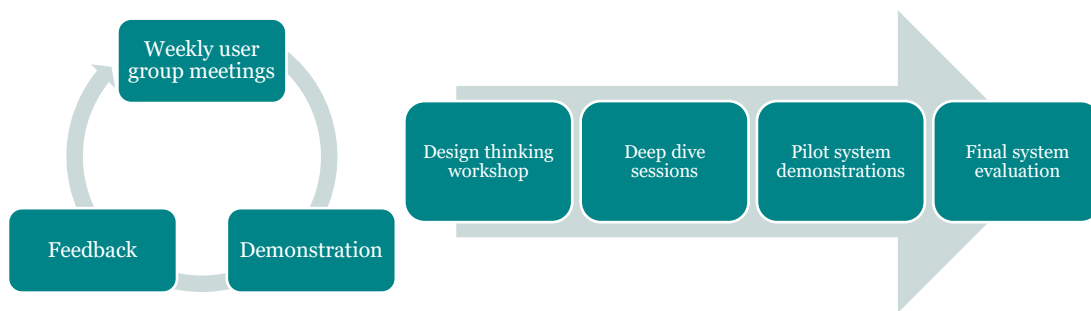 Weekly user
group meetings
Demonstration
Feedback
Design thinking
workshop
Deep dive
sessions
Pilot system
demonstrations
Final system
evaluation